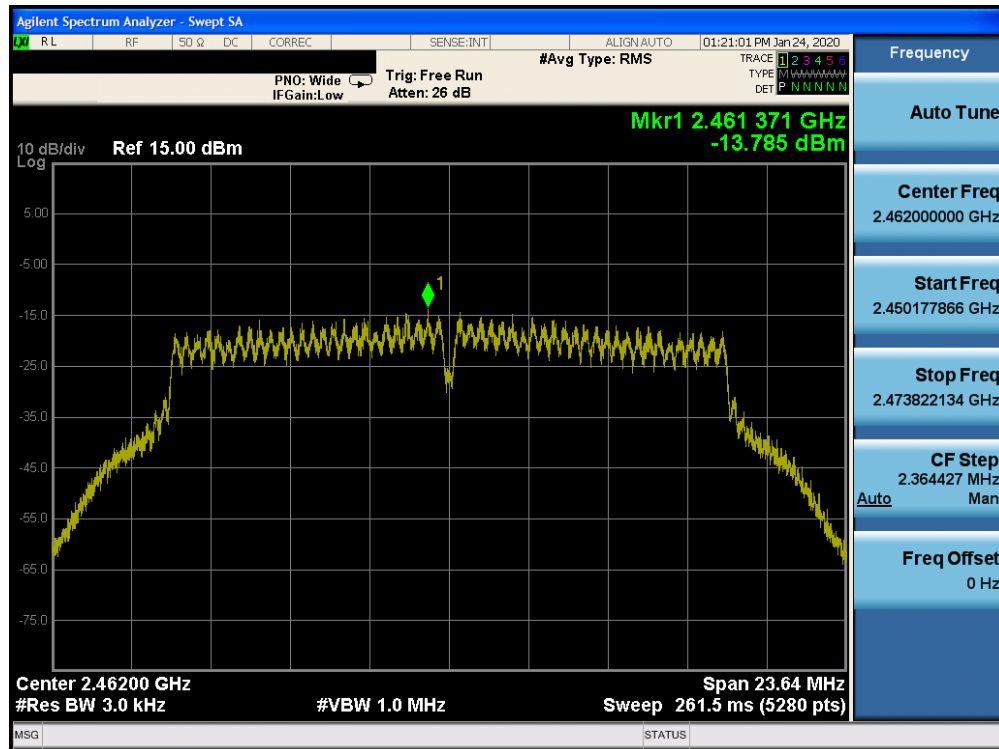 Agilent Spectrum Analyzer - Swept SA
LXI RL RF 50 Ω DC CORREC SENSE:INT ALIGN AUTO 01:21:01 PM Jan 24, 2020
PNO: Wide
IFGain:Low
Trig: Free Run
Atten: 26 dB
#Avg Type: RMS
TRACE 1 2 3 4 5 6
TYPE M WWWWWW
DET P N N N N N
Mkr1 2.461 371 GHz
-13.785 dBm
10 dB/div Ref 15.00 dBm
Log
5.00
-5.00
-15.0
-25.0
-35.0
-45.0
-55.0
-65.0
-75.0
1
Center 2.46200 GHz Span 23.64 MHz
#Res BW 3.0 kHz #VBW 1.0 MHz Sweep 261.5 ms (5280 pts)
MSG STATUS
Frequency
Auto Tune
Center Freq
2.462000000 GHz
Start Freq
2.450177866 GHz
Stop Freq
2.473822134 GHz
CF Step
2.364427 MHz
Auto Man
Freq Offset
0 Hz